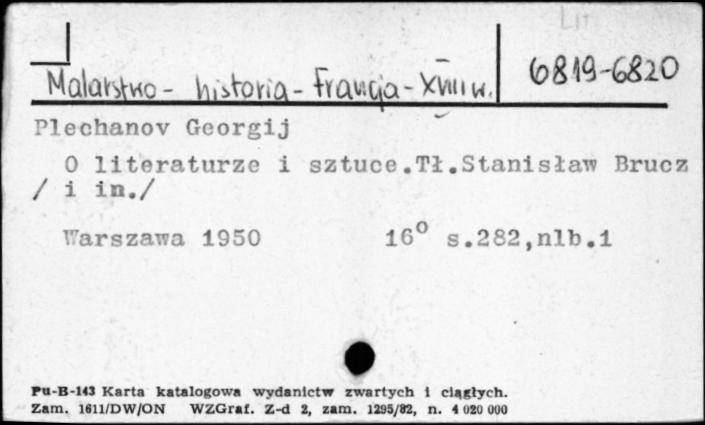 Lit
6819-6820
Malarstwo - historia - Francja - XVIII w.
Plechanov Georgij
O literaturze i sztuce.Tł.Stanisław Brucz
/ i in./
Warszawa 1950 16° s.282,nlb.1
Pu-B-143 Karta katalogowa wydanictw zwartych i ciągłych.
Zam. 1611/DW/ON WZGraf. Z-d 2, zam. 1295/82, n. 4 020 000